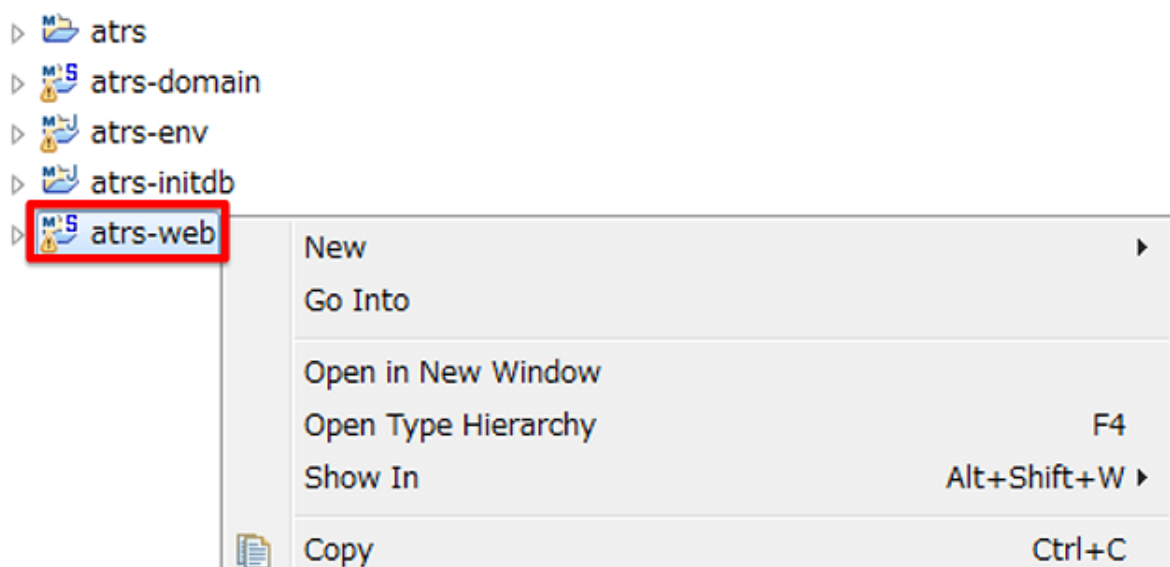 atrs
atrs-domain
atrs-env
atrs-initdb
atrs-web
New
Go Into
Open in New Window
Open Type Hierarchy F4
Show In Alt+Shift+W
Copy Ctrl+C